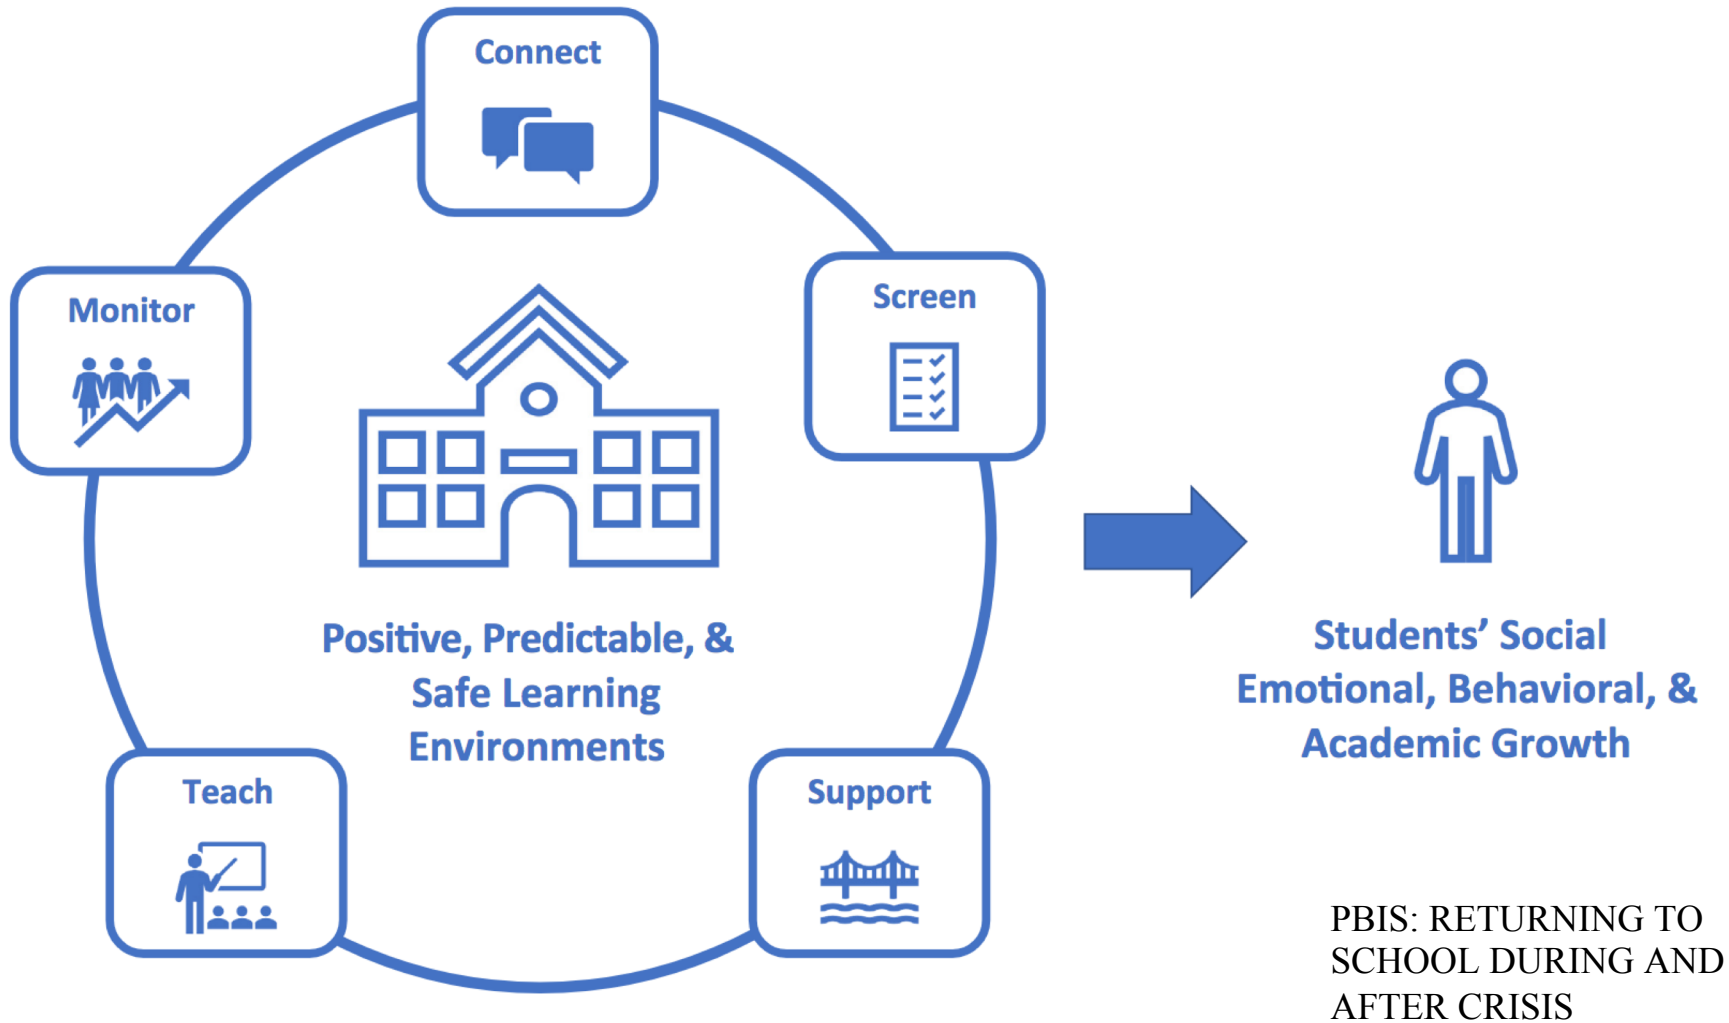 Connect
Monitor
Screen
Positive, Predictable, &
Safe Learning
Environments
Teach
Support
Students’ Social
Emotional, Behavioral, &
Academic Growth
PBIS: RETURNING TO
SCHOOL DURING AND
AFTER CRISIS